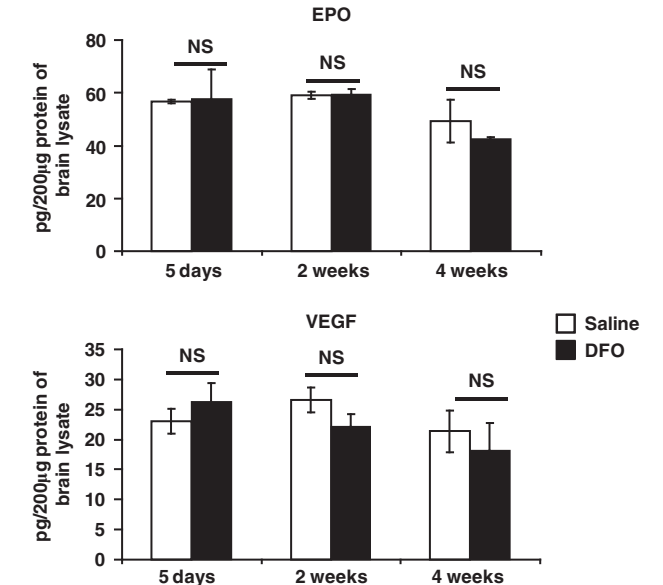 EPO
pg/200µg protein of
brain lysate
80
60
40
20
0
NS
NS
NS
5 days
2 weeks
4 weeks
VEGF
pg/200µg protein of
brain lysate
35
30
25
20
15
10
5
0
NS
NS
NS
5 days
2 weeks
4 weeks
Saline
DFO